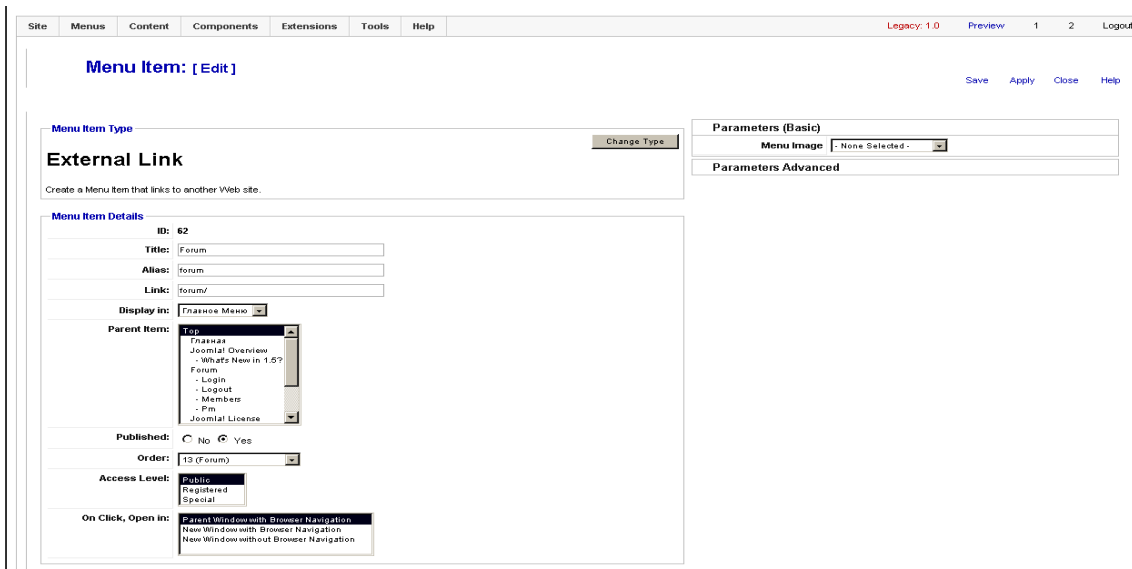 Site Menus Content Components Extensions Tools Help Legacy: 1.0 Preview 1 2 Logout
Menu Item: [ Edit ]
Save Apply Close Help
Menu Item Type
Change Type
External Link
Create a Menu Item that links to another Web site.
Parameters (Basic)
Menu Image - None Selected -
Parameters Advanced
Menu Item Details
ID: 62
Title: Forum
Alias: forum
Link: forum/
Display in: Главное Меню
Parent Item: Top
Главная
Joomla! Overview
- What's New in 1.5?
Forum
- Login
- Logout
- Members
- Pm
Joomla! License
Published: No Yes
Order: 13 (Forum)
Access Level: Public
Registered
Special
On Click, Open in: Parent Window with Browser Navigation
New Window with Browser Navigation
New Window without Browser Navigation